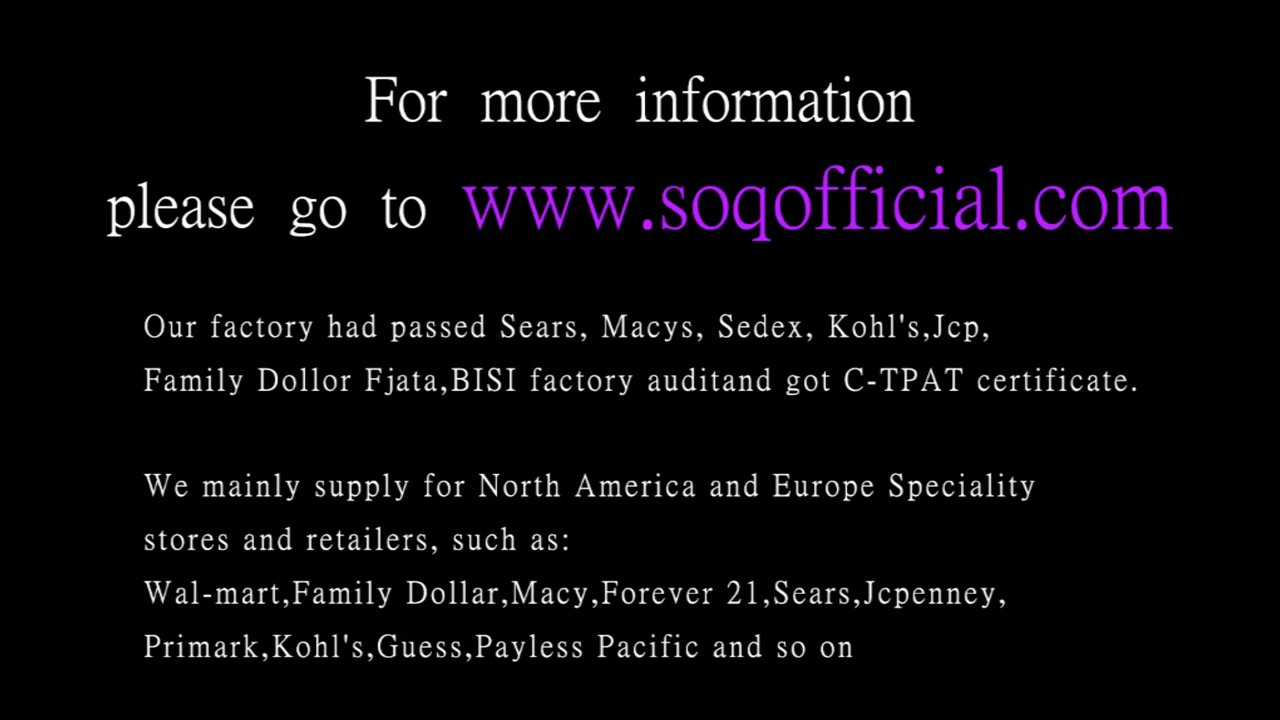 For more information
please go to www.soqofficial.com
Our factory had passed Sears, Macys, Sedex, Kohl's,Jcp,
Family Dollor Fjata,BISI factory auditand got C-TPAT certificate.
We mainly supply for North America and Europe Speciality
stores and retailers, such as:
Wal-mart,Family Dollar,Macy,Forever 21,Sears,Jcpenney,
Primark,Kohl's,Guess,Payless Pacific and so on